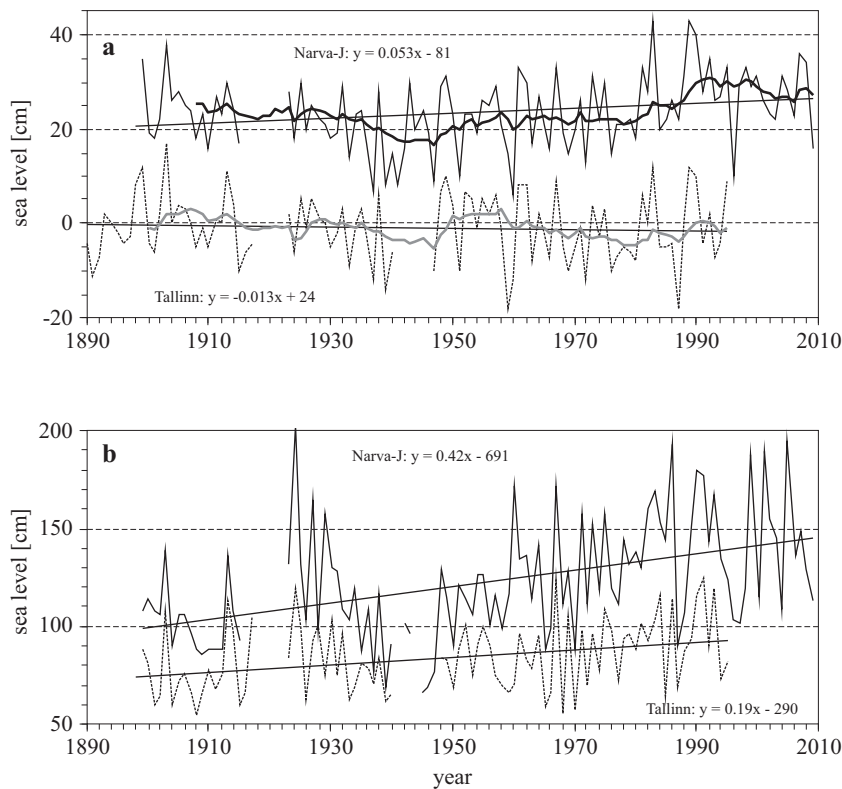 40
a
Narva-J: y = 0.053x - 81
20
sea level [cm]
0
Tallinn: y = -0.013x + 24
-20
1890 1910 1930 1950 1970 1990 2010
200
b
Narva-J: y = 0.42x - 691
150
sea level [cm]
100
Tallinn: y = 0.19x - 290
50
1890 1910 1930 1950 1970 1990 2010
year